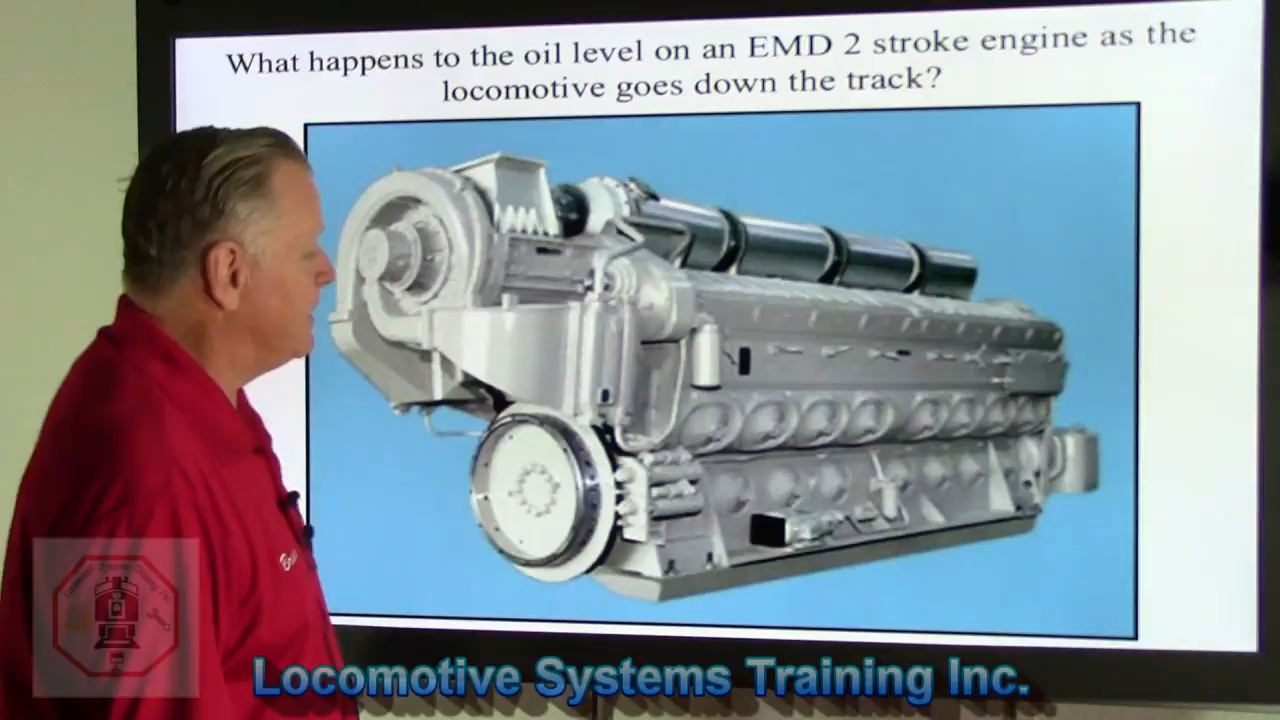 What happens to the oil level on an EMD 2 stroke engine as the
locomotive goes down the track?
Locomotive Systems Training Inc.